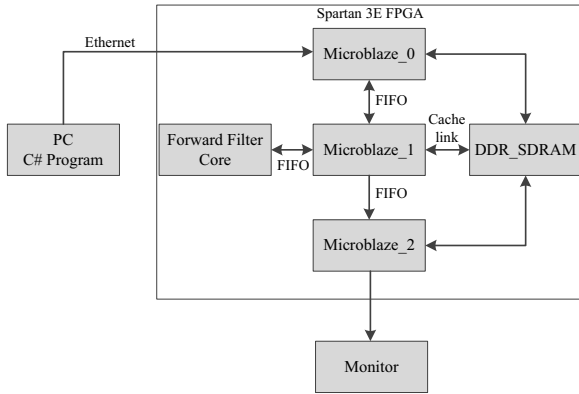 Spartan 3E FPGA
Ethernet
Microblaze_0
FIFO
Cache
link
PC
C# Program
Forward Filter
Core
FIFO
Microblaze_1
DDR_SDRAM
FIFO
Microblaze_2
Monitor